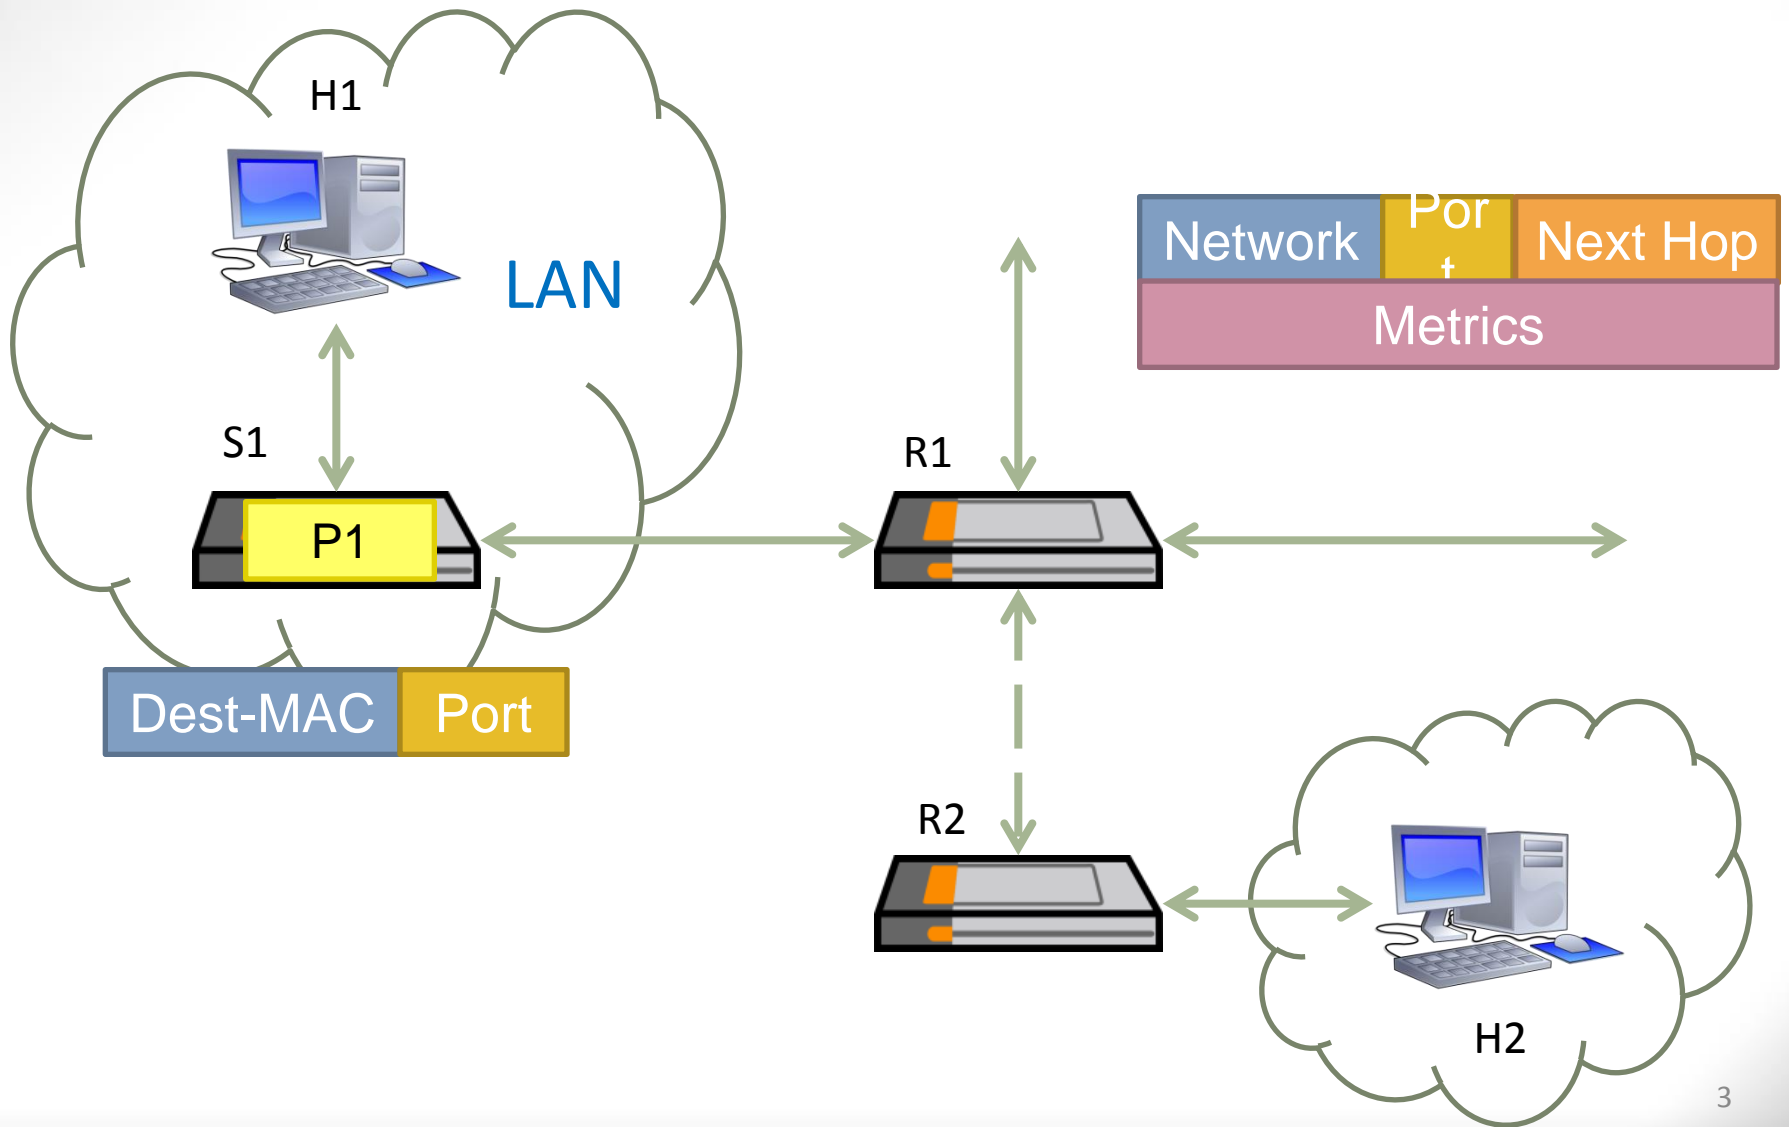 H1
LAN
Network
Por
t
Next Hop
Metrics
S1
R1
P1
Dest-MAC
Port
R2
H2
3